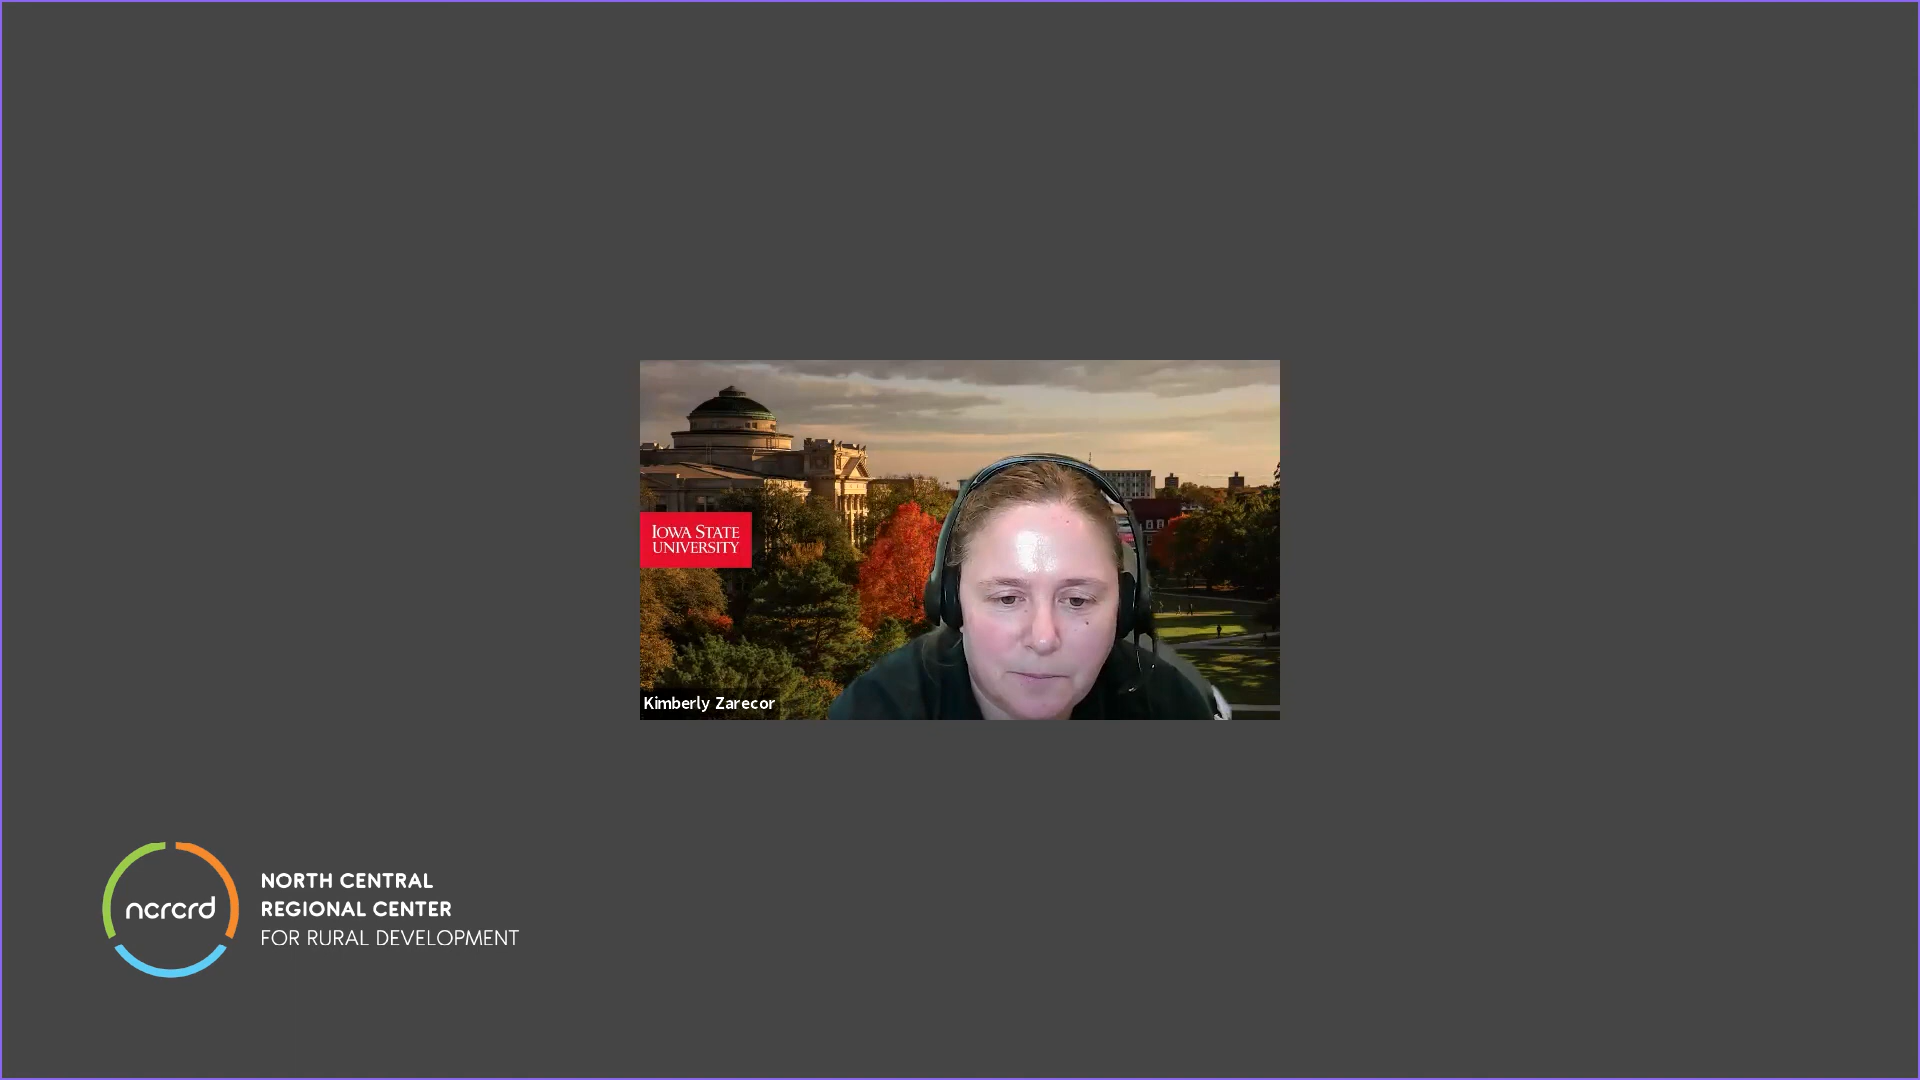 IOWA STATE
UNIVERSITY
Kimberly Zarecor
ncrcrd
NORTH CENTRAL
REGIONAL CENTER
FOR RURAL DEVELOPMENT